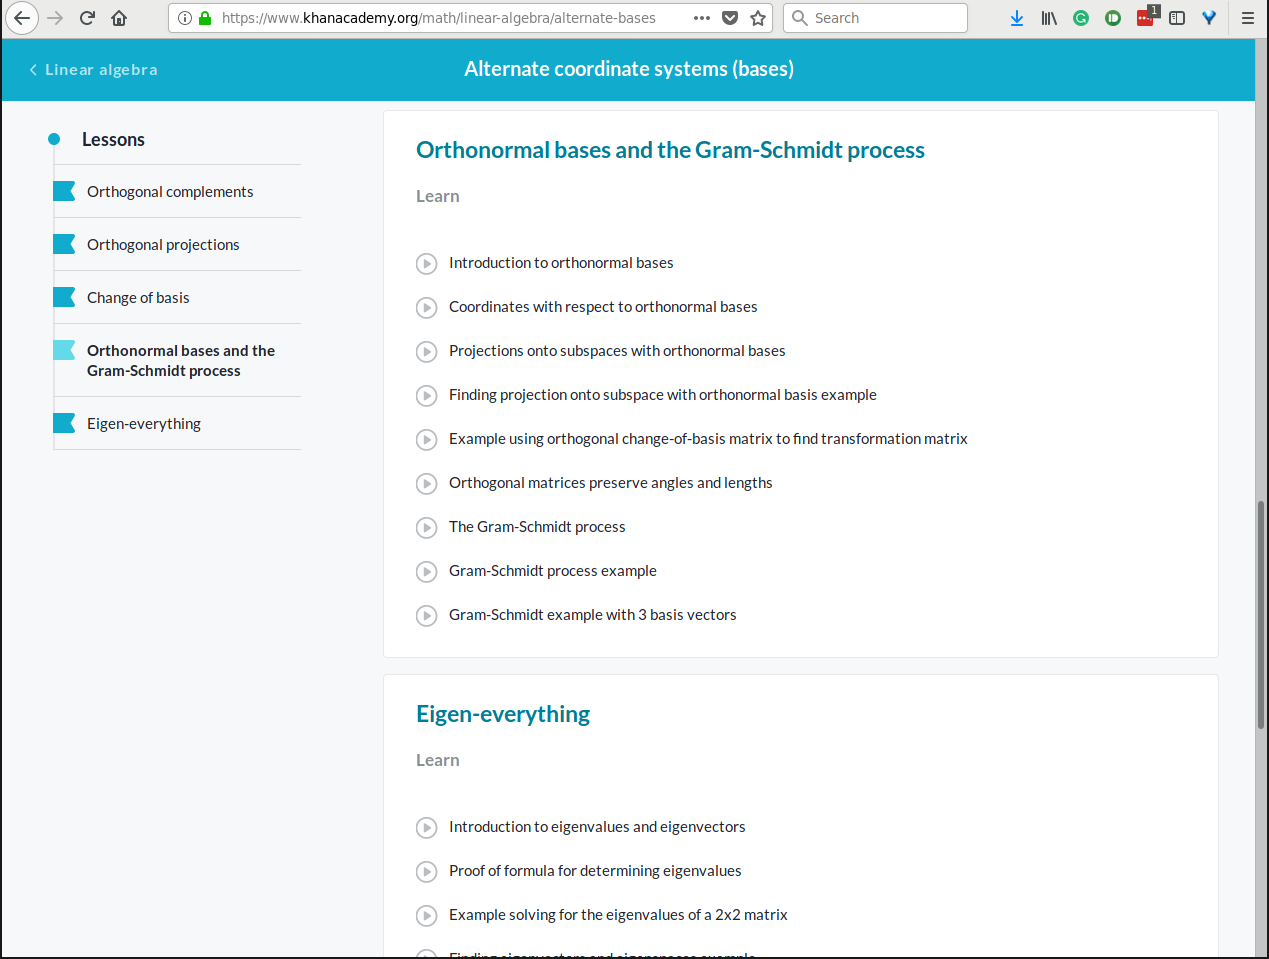 https://www.khanacademy.org/math/linear-algebra/alternate-bases
Search
1
Linear algebra
Alternate coordinate systems (bases)
Lessons
Orthogonal complements
Orthogonal projections
Change of basis
Orthonormal bases and the
Gram-Schmidt process
Eigen-everything
Orthonormal bases and the Gram-Schmidt process
Learn
Introduction to orthonormal bases
Coordinates with respect to orthonormal bases
Projections onto subspaces with orthonormal bases
Finding projection onto subspace with orthonormal basis example
Example using orthogonal change-of-basis matrix to find transformation matrix
Orthogonal matrices preserve angles and lengths
The Gram-Schmidt process
Gram-Schmidt process example
Gram-Schmidt example with 3 basis vectors
Eigen-everything
Learn
Introduction to eigenvalues and eigenvectors
Proof of formula for determining eigenvalues
Example solving for the eigenvalues of a 2x2 matrix
Finding eigenvectors and eigenspaces example